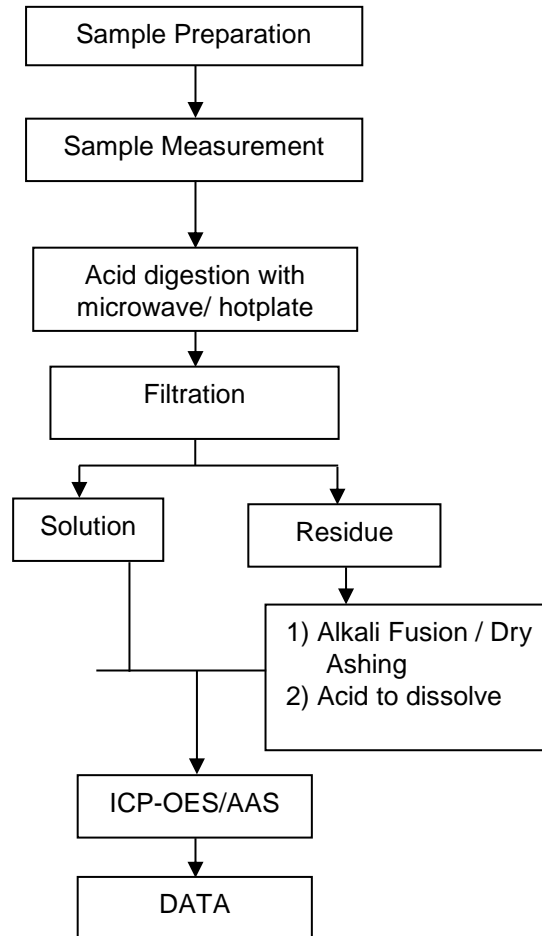 Sample Preparation
Sample Measurement
Acid digestion with
microwave/ hotplate
Filtration
Solution
Residue
1) Alkali Fusion / Dry
Ashing
2) Acid to dissolve
ICP-OES/AAS
DATA